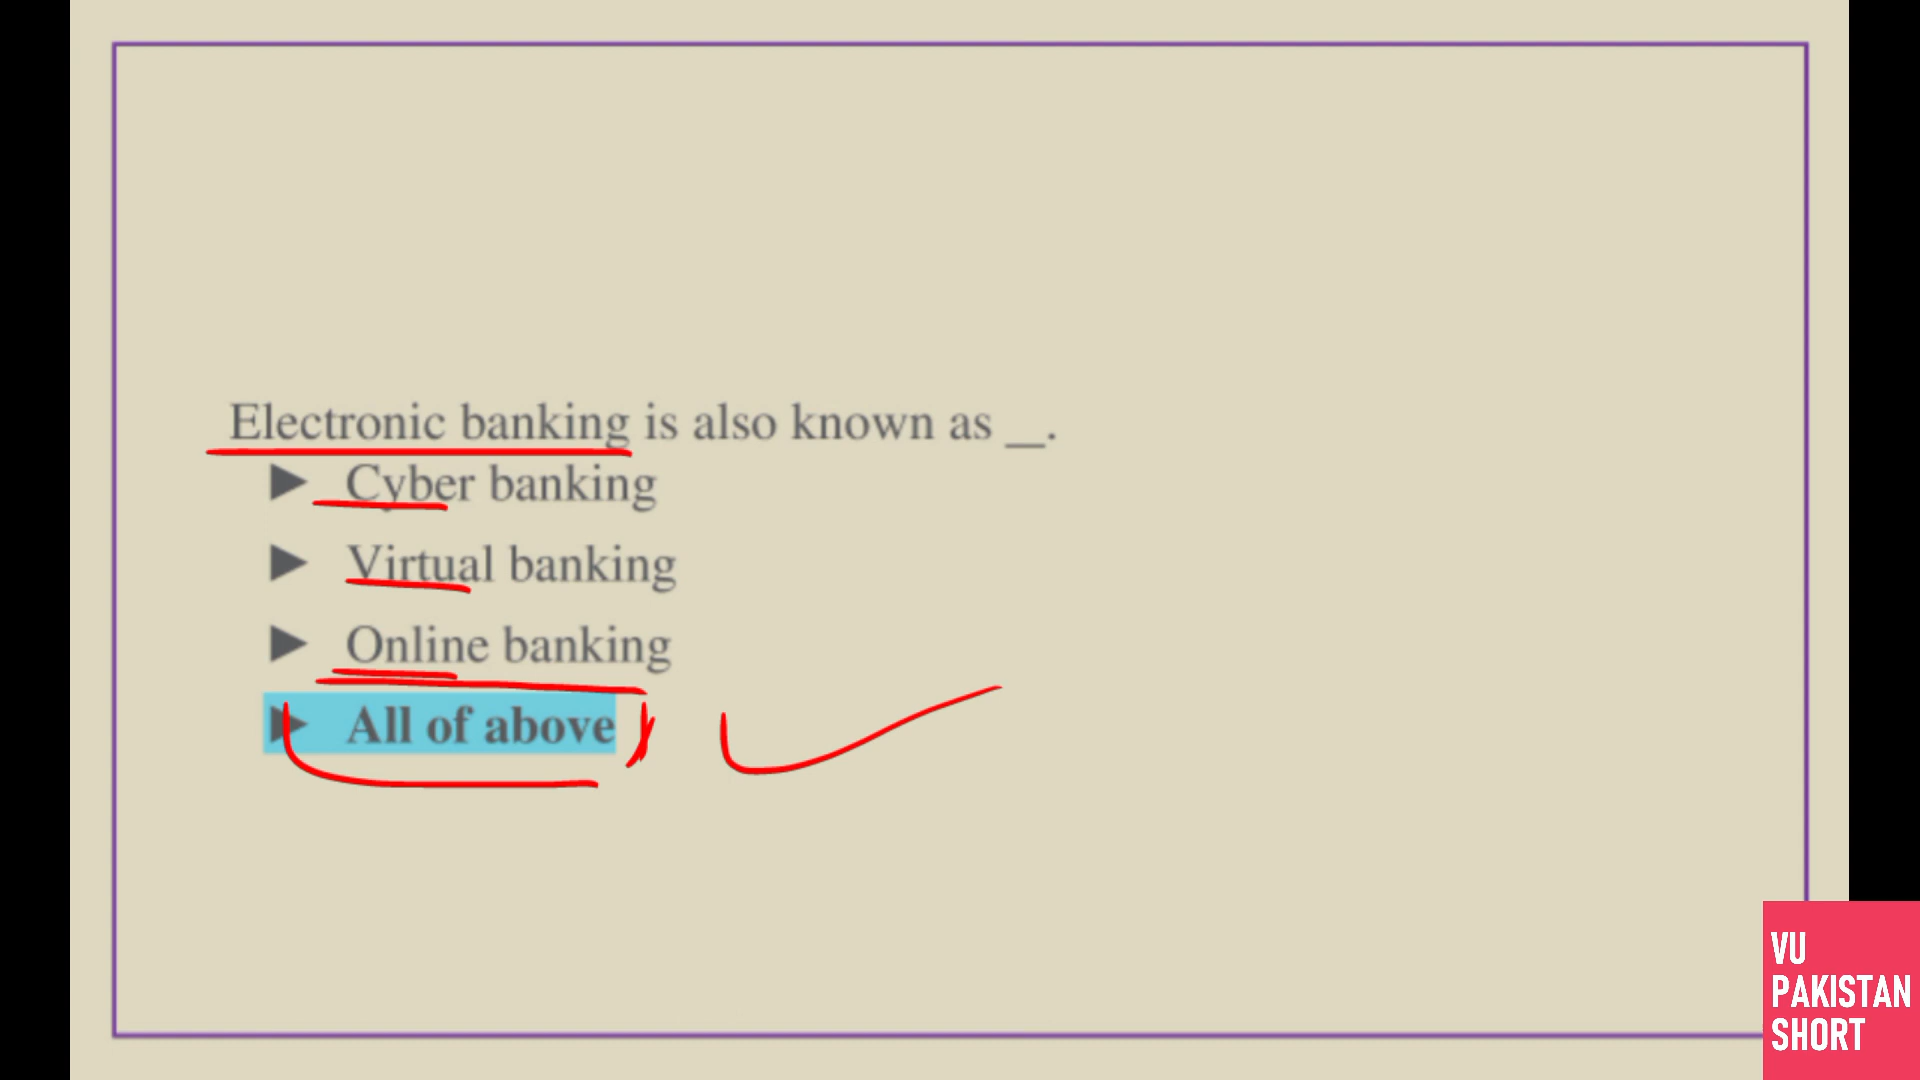 Electronic banking is also known as __.
► Cyber banking
► Virtual banking
► Online banking
► All of above
VU
PAKISTAN
SHORT